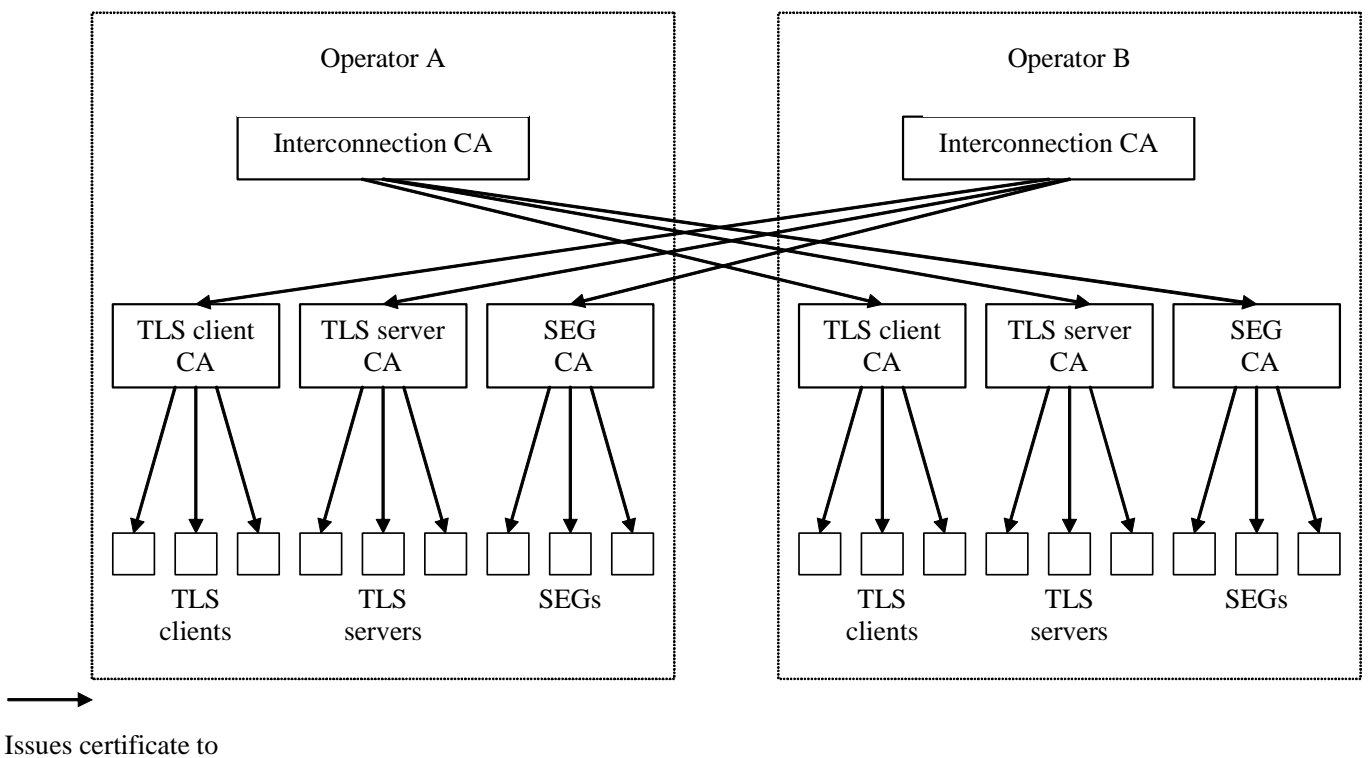 Operator A
Operator B
Interconnection CA
Interconnection CA
TLS client
CA
TLS server
CA
SEG
CA
TLS client
CA
TLS server
CA
SEG
CA
TLS
clients
TLS
servers
SEGs
TLS
clients
TLS
servers
SEGs
Issues certificate to